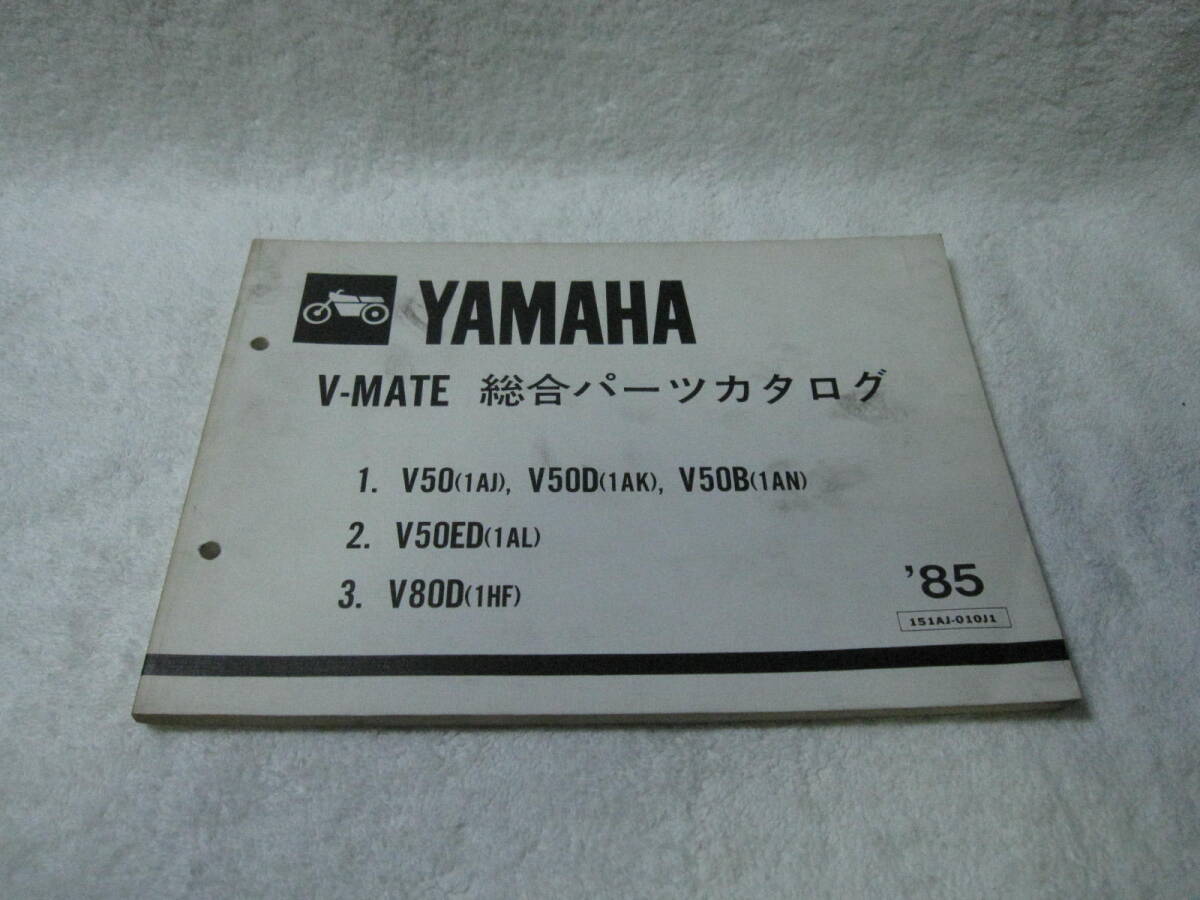 YAMAHA
V-MATE 総合パーツカタログ
1. V50(1AJ), V50D(1AK), V50B(1AN)
2. V50ED(1AL)
3. V80D(1HF)
'85
151AJ-010J1